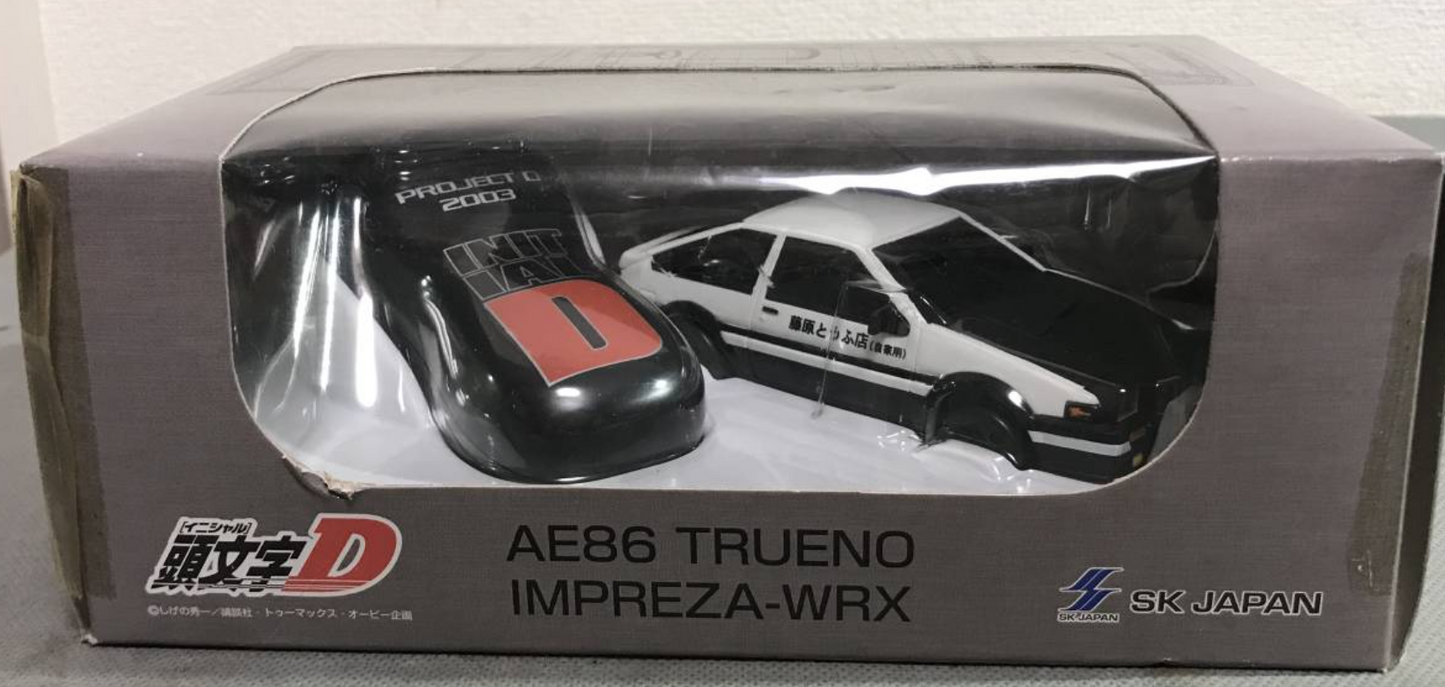 PROJECT D
2003
INIT
IAL
D
藤原とうふ店(自家用)
[イニシャル]
頭文字D
©しげの秀一/講談社・トゥーマックス・オービー企画
AE86 TRUENO
IMPREZA-WRX
SK JAPAN
SK JAPAN